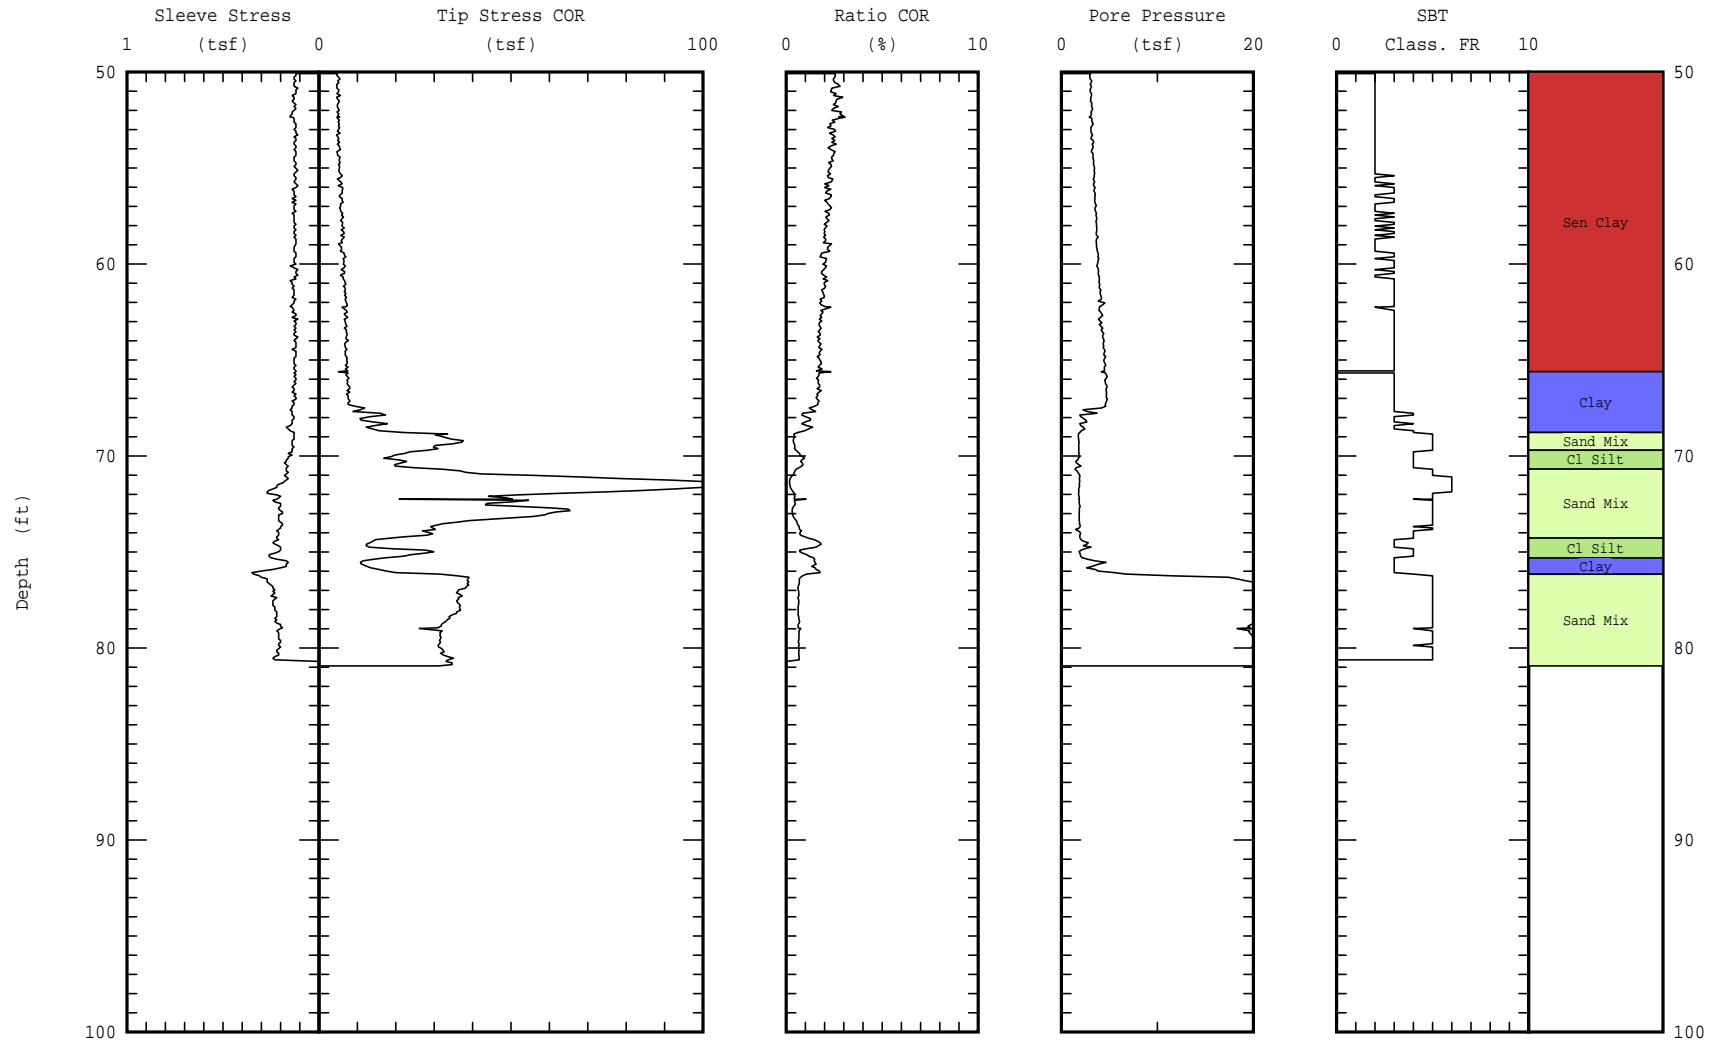 Sleeve Stress Tip Stress COR Ratio COR Pore Pressure SBT
1 (tsf) 0 (tsf) 100 0 (%) 10 0 (tsf) 20 0 Class. FR 10
50 50
Sen Clay
60 60
Clay
Sand Mix
70 Cl Silt 70
Sand Mix
Cl Silt
Clay
Depth (ft)
Sand Mix
80 80
90 90
100 100